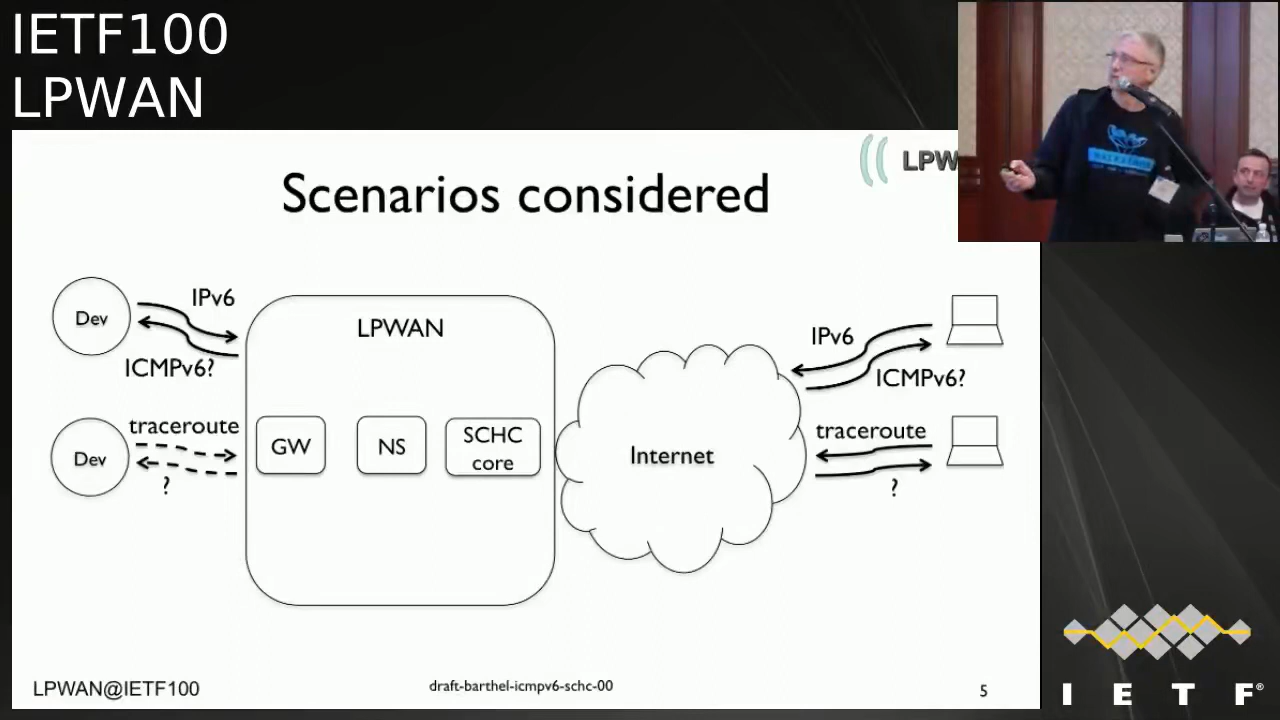 IETF100
LPWAN
LPW
Scenarios considered
Dev
IPv6
ICMPv6?
LPWAN
IPv6
ICMPv6?
Dev
traceroute
?
GW
NS
SCHC
core
Internet
traceroute
?
LPWAN@IETF100
draft-barthel-icmpv6-schc-00
5
I E T F®